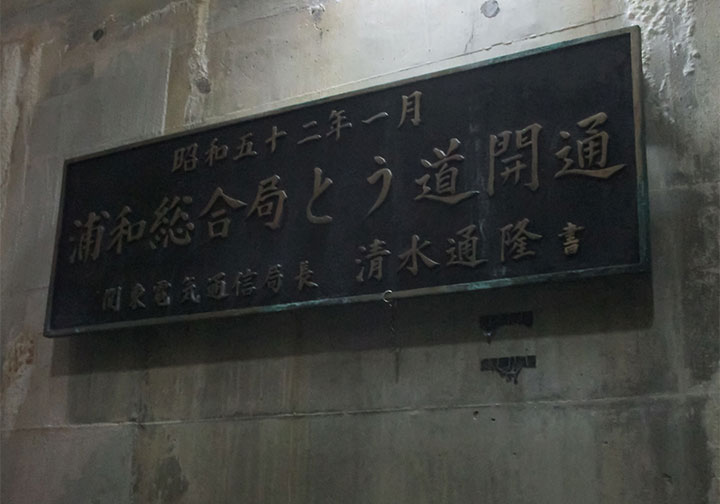 昭和五十二年一月
浦和総合局とう道開通
関東電気通信局長 清水通隆 書